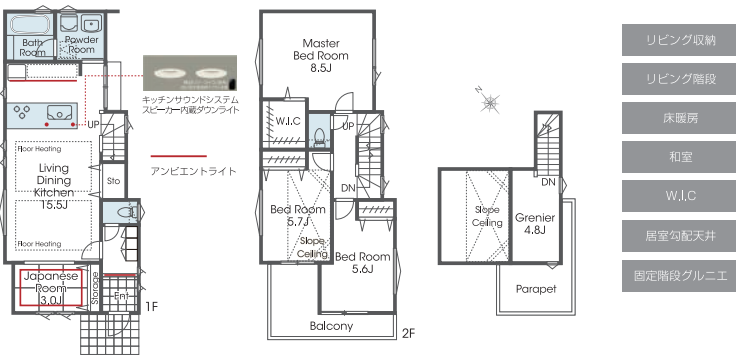 Bath
Room
Powder
Room
キッチンサウンドシステム
スピーカー内蔵ダウンライト
アンビエントライト
UP
Floor Heating
Living
Dining
Kitchen
15.5J
Sto
Floor Heating
Japanese
Room
3.0J
Storage
Ent
1F
Master
Bed Room
8.5J
W.I.C
UP
DN
Bed Room
5.7J
Slope
Ceiling
Bed Room
5.6J
Balcony
2F
N
DN
Slope
Ceiling
Grenier
4.8J
Parapet
リビング収納
リビング階段
床暖房
和室
W.I.C
居室勾配天井
固定階段グルニエ